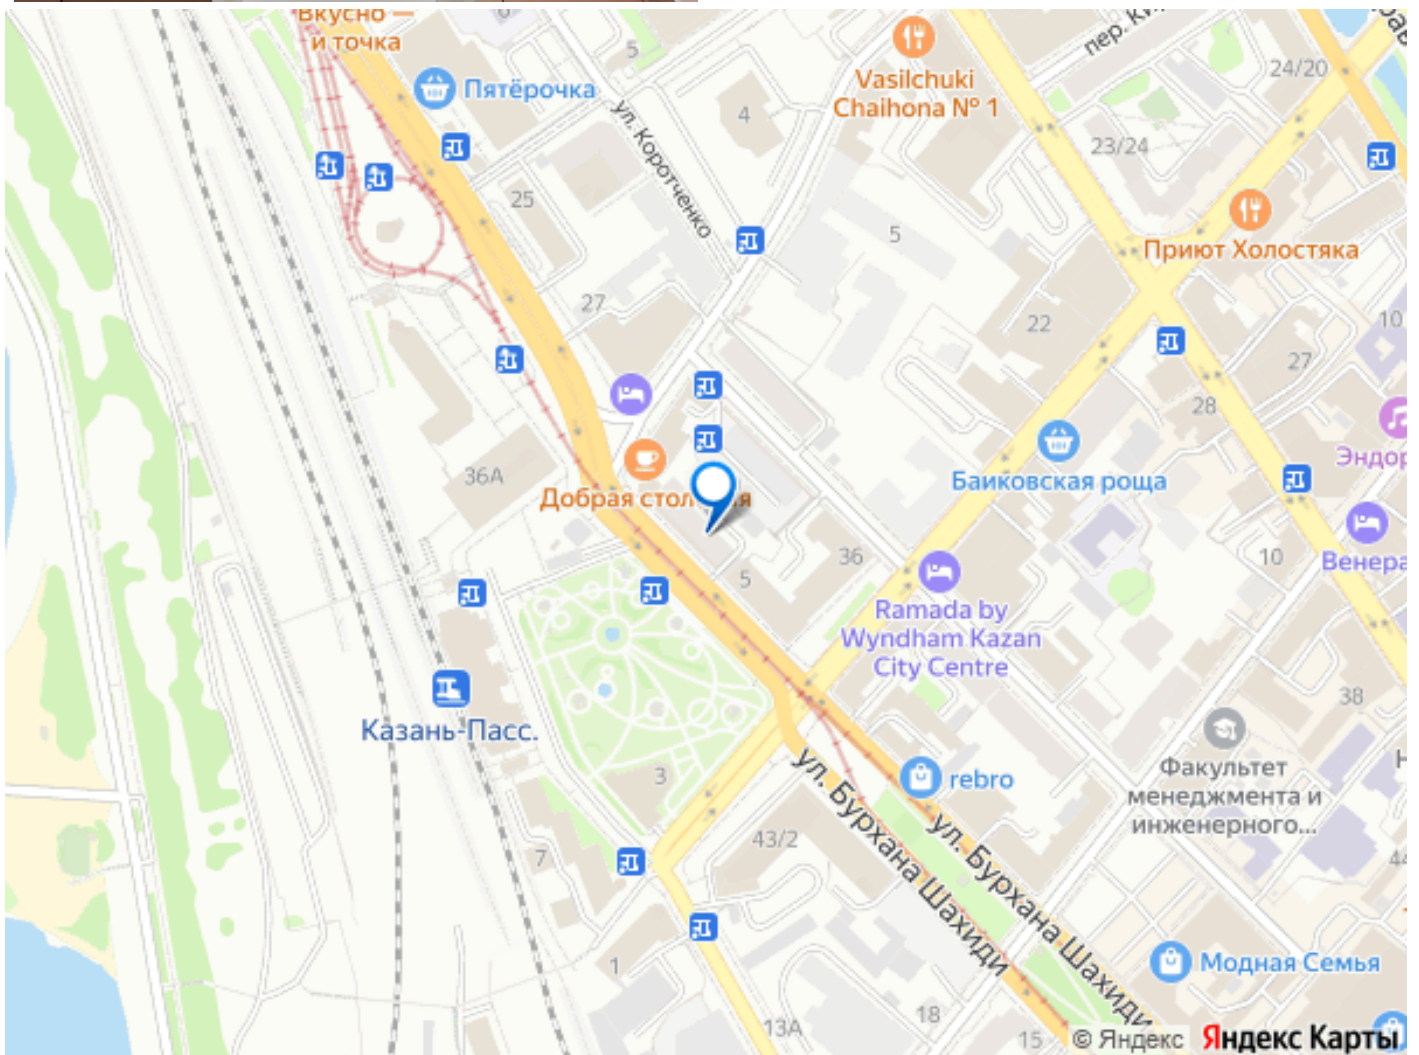 Вкусно —
и точка
5
Пятёрочка
ул. Коротченко
4
Vasilchuki
Chaihona № 1
пер. Ки
24/20
23/24
25
5
Приют Холостяка
27
22
10
27
28
Эндор
36А
Добрая стол
я
Баиковская роща
36
5
10
Венера
Ramada by
Wyndham Kazan
City Centre
38
Казань-Пасс.
3
rebro
Факультет
менеджмента и
инженерного...
ул. Бурхана Шахиди
ул. Бурхана Шахиди
43/2
7
44
Модная Семья
1
18
13А
15
© Яндекс Яндекс Карты